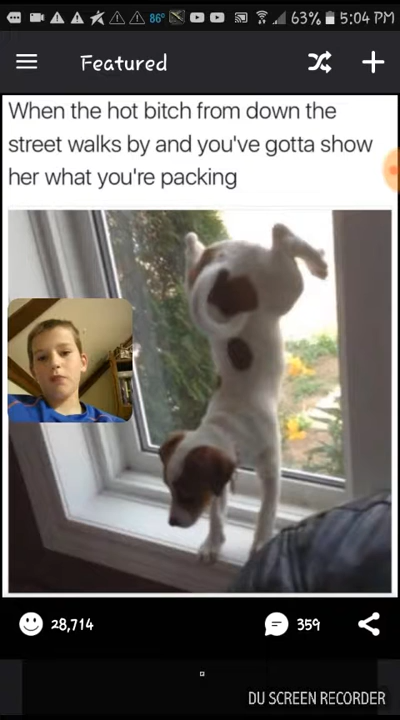 86° 63% 5:04 PM
Featured
When the hot bitch from down the
street walks by and you've gotta show
her what you're packing
28,714 359
DU SCREEN RECORDER